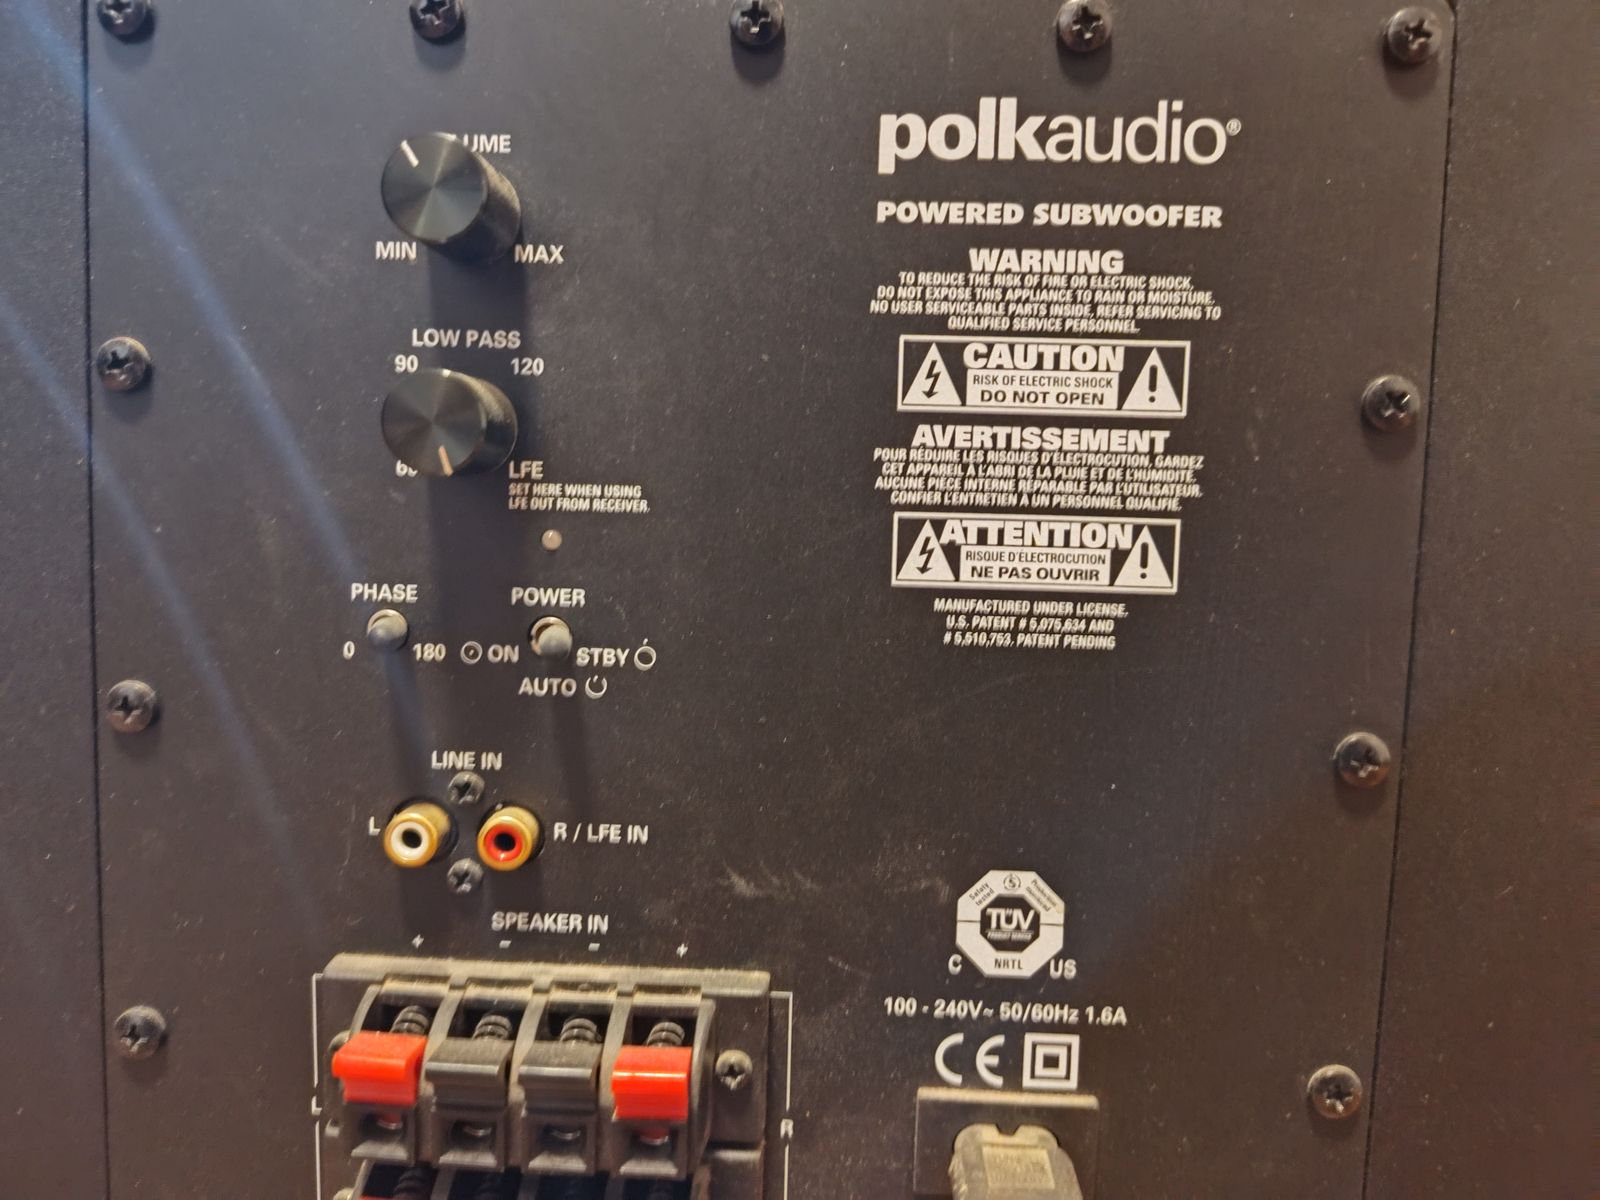 UME
MIN
MAX
LOW PASS
90
120
LFE
SET HERE WHEN USING
LFE OUT FROM RECEIVER.
PHASE
0
180
POWER
ON
STBY
AUTO
LINE IN
L
R / LFE IN
SPEAKER IN
+ - - +
L
R
polkaudio®
POWERED SUBWOOFER
WARNING
TO REDUCE THE RISK OF FIRE OR ELECTRIC SHOCK,
DO NOT EXPOSE THIS APPLIANCE TO RAIN OR MOISTURE.
NO USER SERVICEABLE PARTS INSIDE, REFER SERVICING TO
QUALIFIED SERVICE PERSONNEL.
CAUTION
RISK OF ELECTRIC SHOCK
DO NOT OPEN
AVERTISSEMENT
POUR RÉDUIRE LES RISQUES D'ÉLECTROCUTION, GARDEZ
CET APPAREIL À L'ABRI DE LA PLUIE ET DE L'HUMIDITÉ.
AUCUNE PIÈCE INTERNE RÉPARABLE PAR L'UTILISATEUR.
CONFIER L'ENTRETIEN À UN PERSONNEL QUALIFIÉ.
ATTENTION
RISQUE D'ÉLECTROCUTION
NE PAS OUVRIR
MANUFACTURED UNDER LICENSE.
U.S. PATENT # 5,075,634 AND
# 5,510,753. PATENT PENDING
Safety tested
S
Production monitored
TÜV
PRODUCT SERVICE
C
NRTL
US
100 - 240V~ 50/60Hz 1.6A
CE